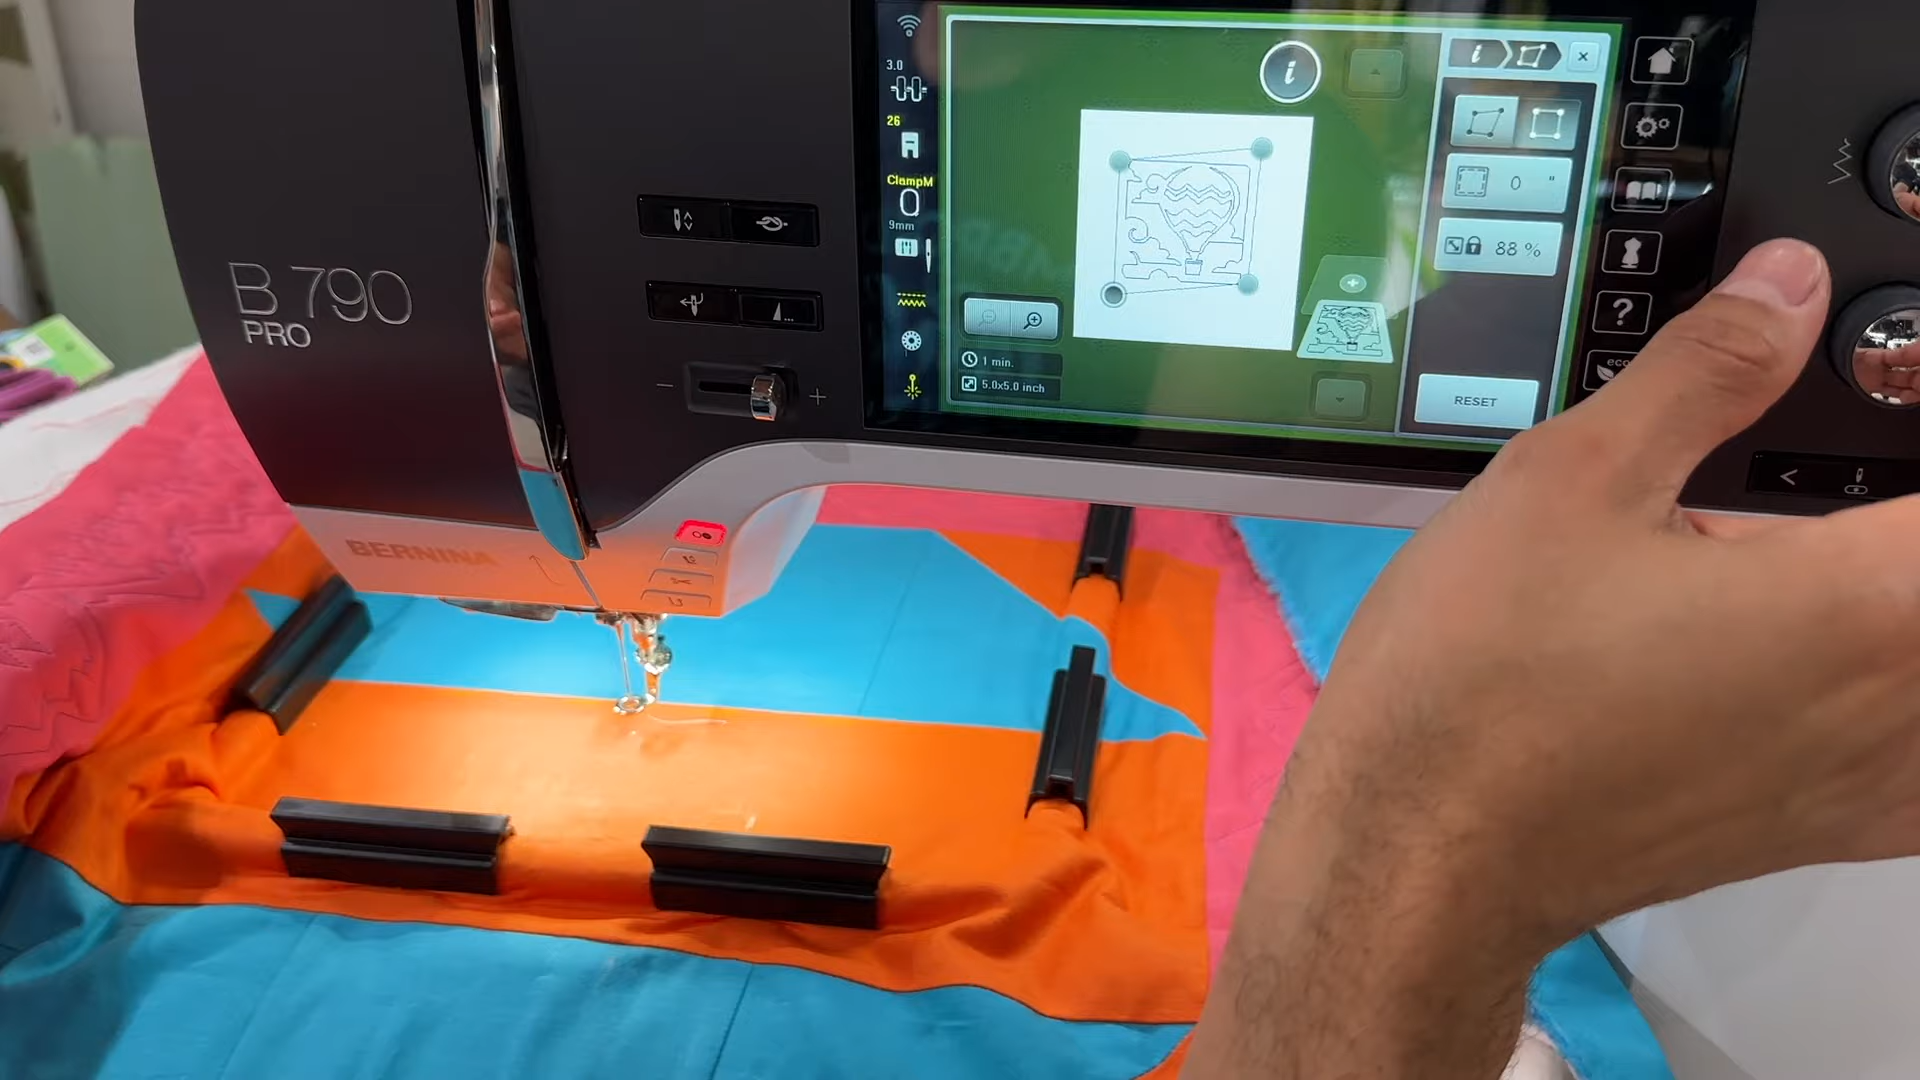 B 790
PRO
BERNINA
3.0
26
ClampM
9mm
i
i
0 "
88 %
1 min.
5.0x5.0 inch
RESET
?
eco